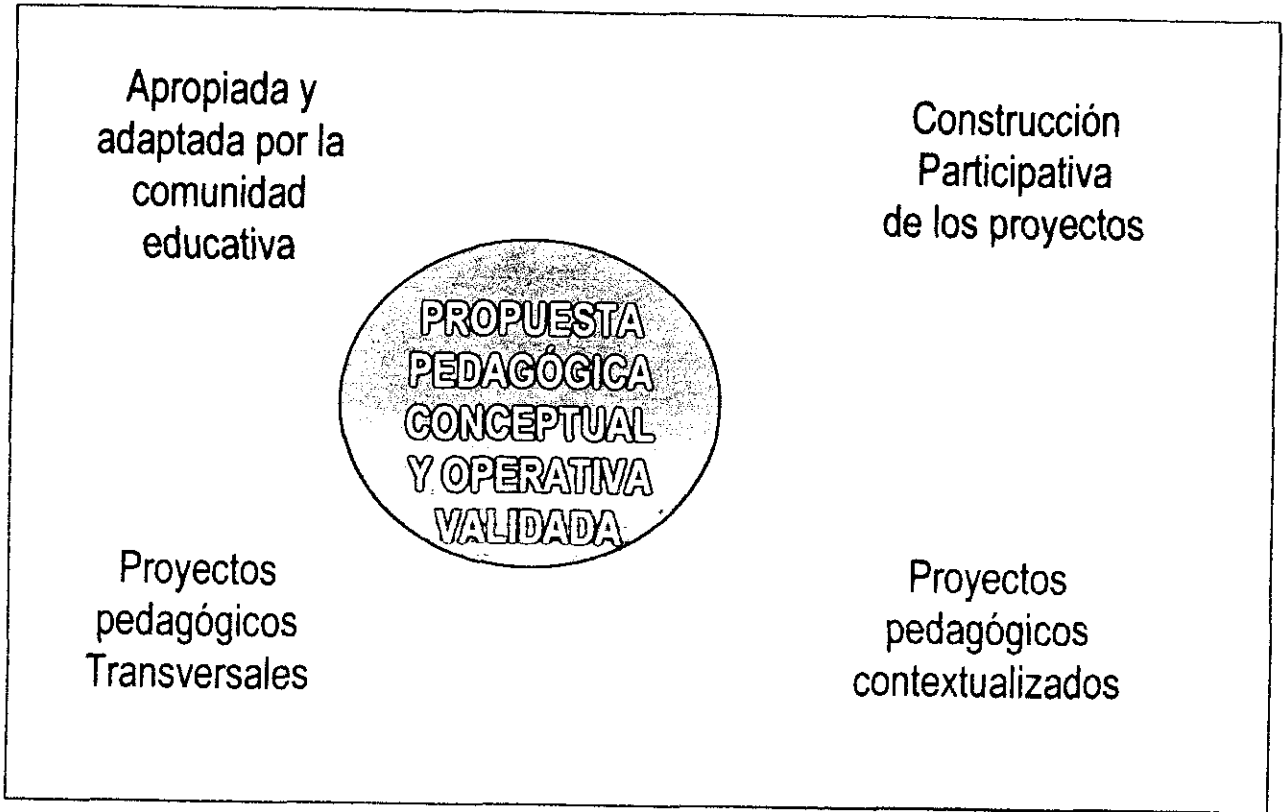 Apropiada y
adaptada por la
comunidad
educativa
Construcción
Participativa
de los proyectos
PROPUESTA
PEDAGÓGICA
CONCEPTUAL
Y OPERATIVA
VALIDADA
Proyectos
pedagógicos
Transversales
Proyectos
pedagógicos
contextualizados